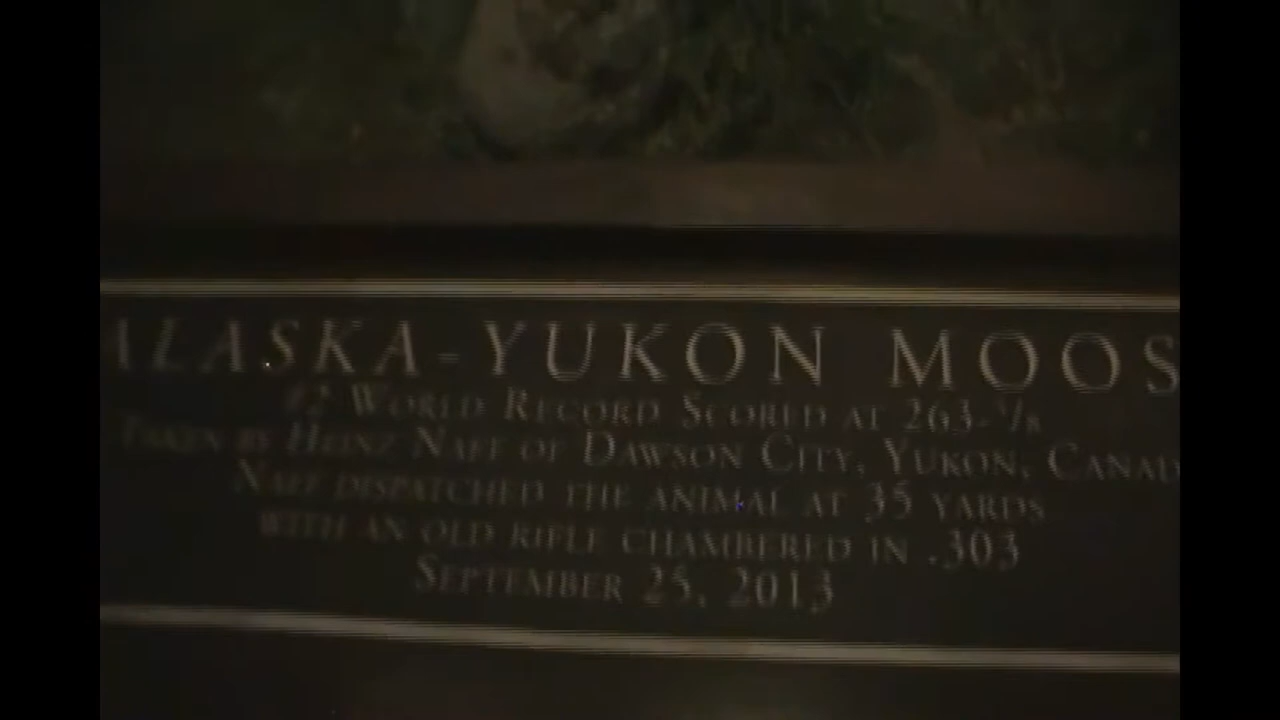 ALASKA-YUKON MOOS
#2 WORLD RECORD SCORED AT 263-5/8
TAKEN BY HEINZ NAEF OF DAWSON CITY, YUKON, CANAD
NAEF DISPATCHED THE ANIMAL AT 35 YARDS
WITH AN OLD RIFLE CHAMBERED IN .303
SEPTEMBER 25, 2013